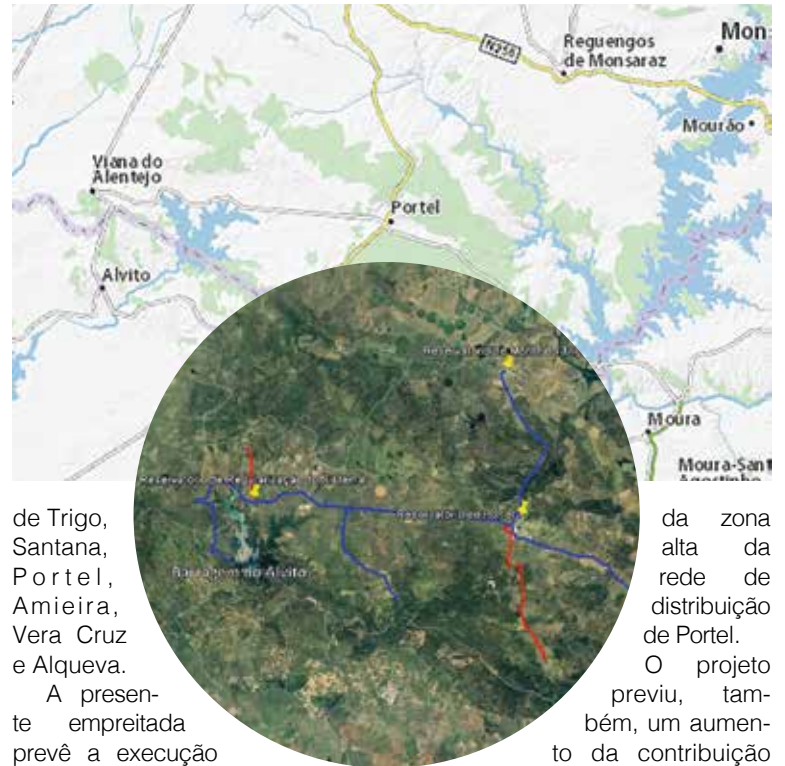 N256
Reguengos
de Monsaraz
Mon
Mourão
Viana do
Alentejo
Portel
Alvito
Moura
Moura-Sant
Agostinho
Barragem do Alvito
de Trigo,
Santana,
Portel,
Amieira,
Vera Cruz
e Alqueva.
A presen-
te empreitada
prevê a execução
da zona
alta da
rede de
distribuição
de Portel.
O projeto
previu, tam-
bém, um aumen-
to da contribuição